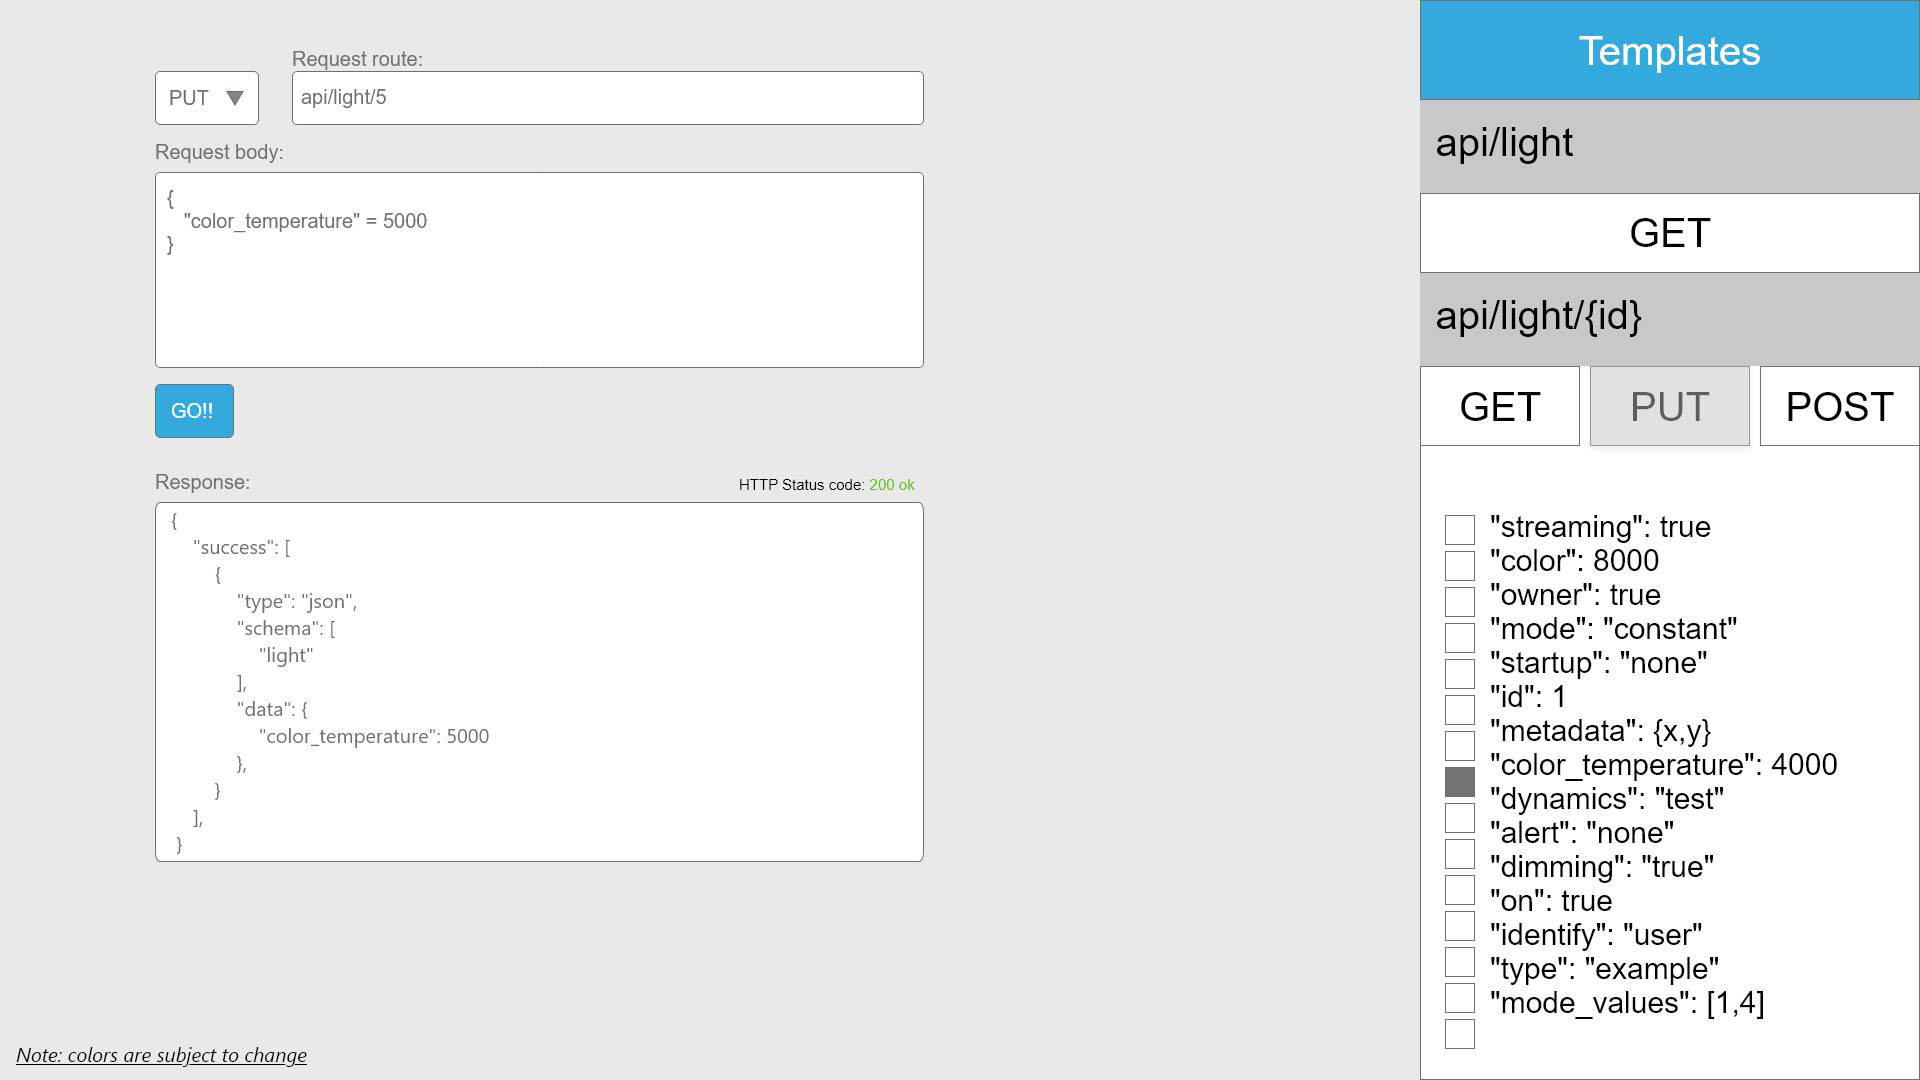 Request route:
PUT
api/light/5
Request body:
{
"color_temperature" = 5000
}
GO!!
Response:
HTTP Status code: 200 ok
{
"success": [
{
"type": "json",
"schema": [
"light"
],
"data": {
"color_temperature": 5000
},
}
],
}
Note: colors are subject to change
Templates
api/light
GET
api/light/{id}
GET
PUT
POST
"streaming": true
"color": 8000
"owner": true
"mode": "constant"
"startup": "none"
"id": 1
"metadata": {x,y}
"color_temperature": 4000
"dynamics": "test"
"alert": "none"
"dimming": "true"
"on": true
"identify": "user"
"type": "example"
"mode_values": [1,4]